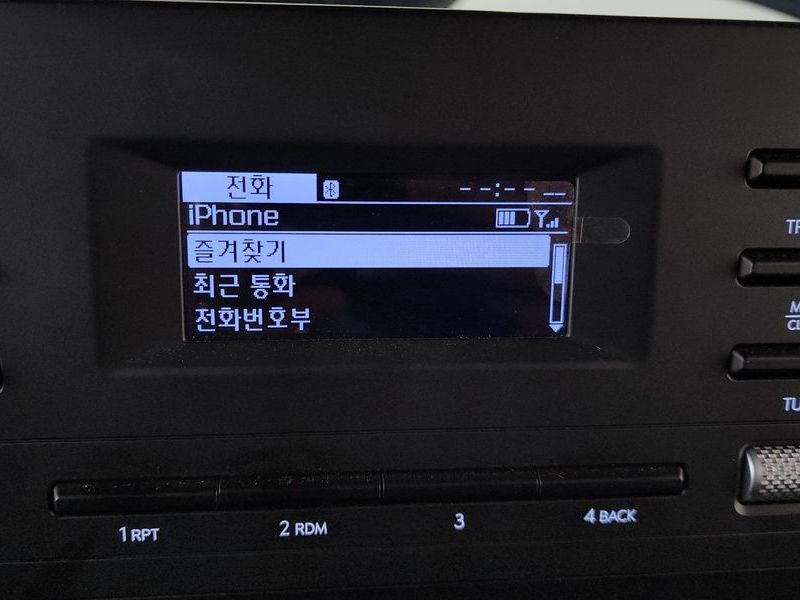 전화 --:-- __
iPhone
즐겨찾기
최근 통화
전화번호부
1 RPT 2 RDM 3 4 BACK